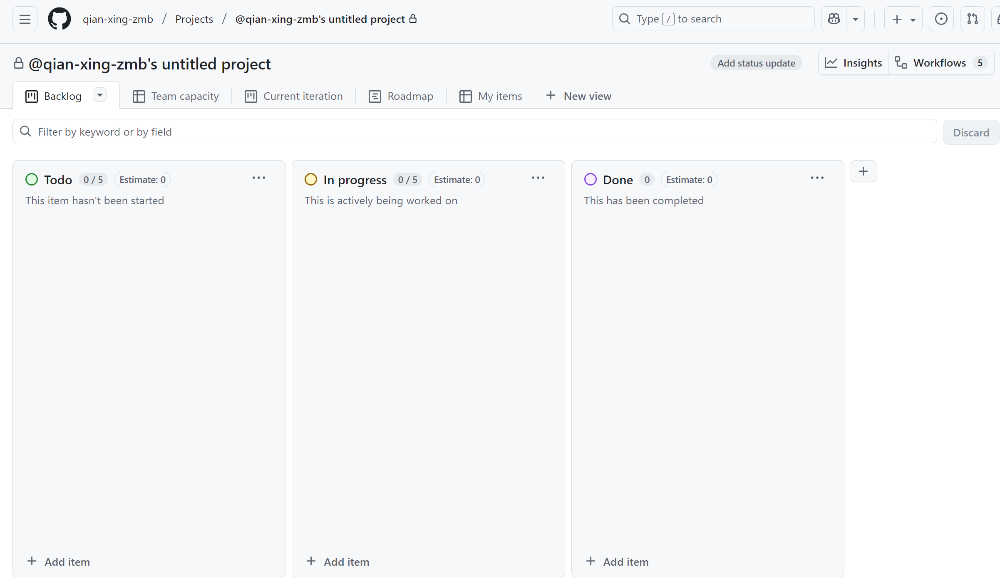 qian-xing-zmb / Projects / @qian-xing-zmb's untitled project
Type / to search
@qian-xing-zmb's untitled project
Add status update
Insights
Workflows 5
Backlog
Team capacity
Current iteration
Roadmap
My items
New view
Filter by keyword or by field
Discard
Todo 0 / 5 Estimate: 0
This item hasn't been started
Add item
In progress 0 / 5 Estimate: 0
This is actively being worked on
Add item
Done 0 Estimate: 0
This has been completed
Add item